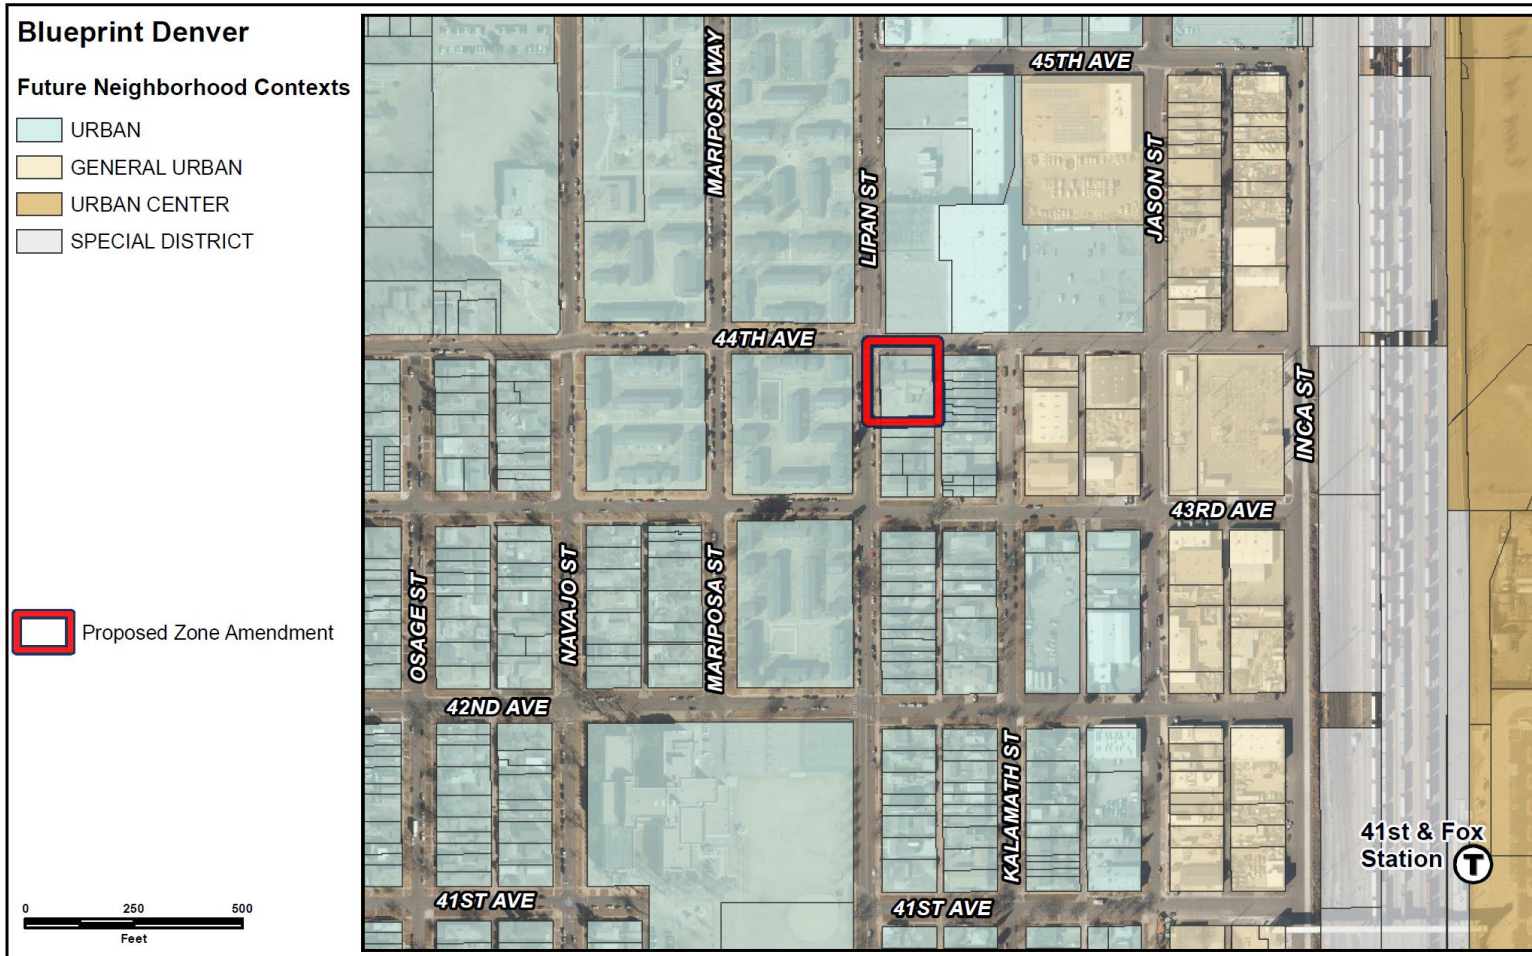 Blueprint Denver
Future Neighborhood Contexts
URBAN
GENERAL URBAN
URBAN CENTER
SPECIAL DISTRICT
Proposed Zone Amendment
0 250 500
Feet
45TH AVE
MARIPOSA WAY
LIPAN ST
JASON ST
44TH AVE
INCA ST
43RD AVE
OSAGE ST
NAVAJO ST
MARIPOSA ST
42ND AVE
KALAMATH ST
41st & Fox
Station T
41ST AVE
41ST AVE